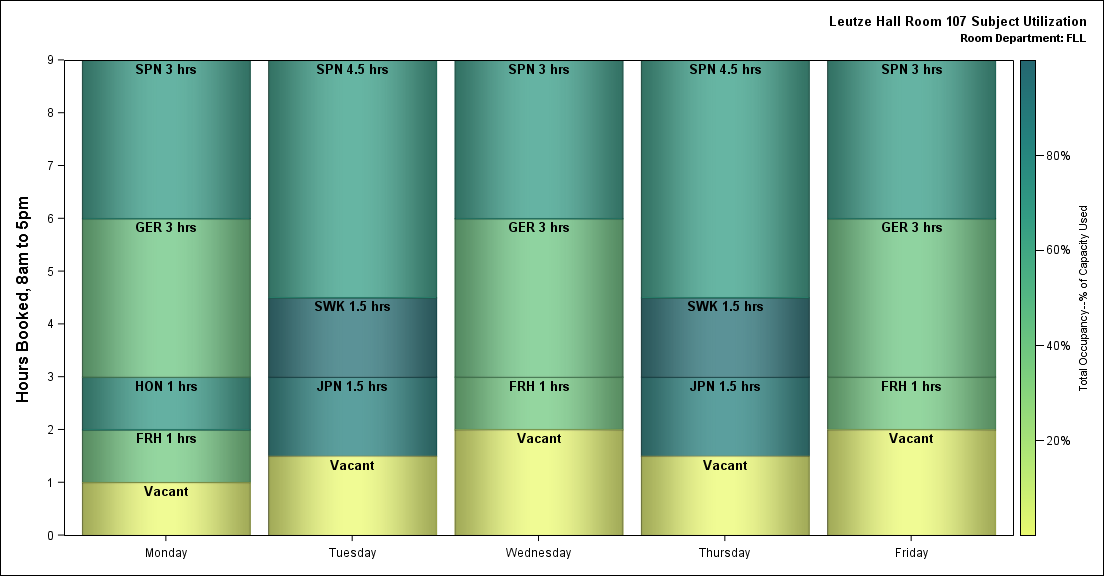 Leutze Hall Room 107 Subject Utilization
Room Department: FLL
Hours Booked, 8am to 5pm
9
8
7
6
5
4
3
2
1
0
SPN 3 hrs
GER 3 hrs
HON 1 hrs
FRH 1 hrs
Vacant
SPN 4.5 hrs
SWK 1.5 hrs
JPN 1.5 hrs
Vacant
SPN 3 hrs
GER 3 hrs
FRH 1 hrs
Vacant
SPN 4.5 hrs
SWK 1.5 hrs
JPN 1.5 hrs
Vacant
SPN 3 hrs
GER 3 hrs
FRH 1 hrs
Vacant
Monday
Tuesday
Wednesday
Thursday
Friday
80%
60%
40%
20%
Total Occupancy--% of Capacity Used